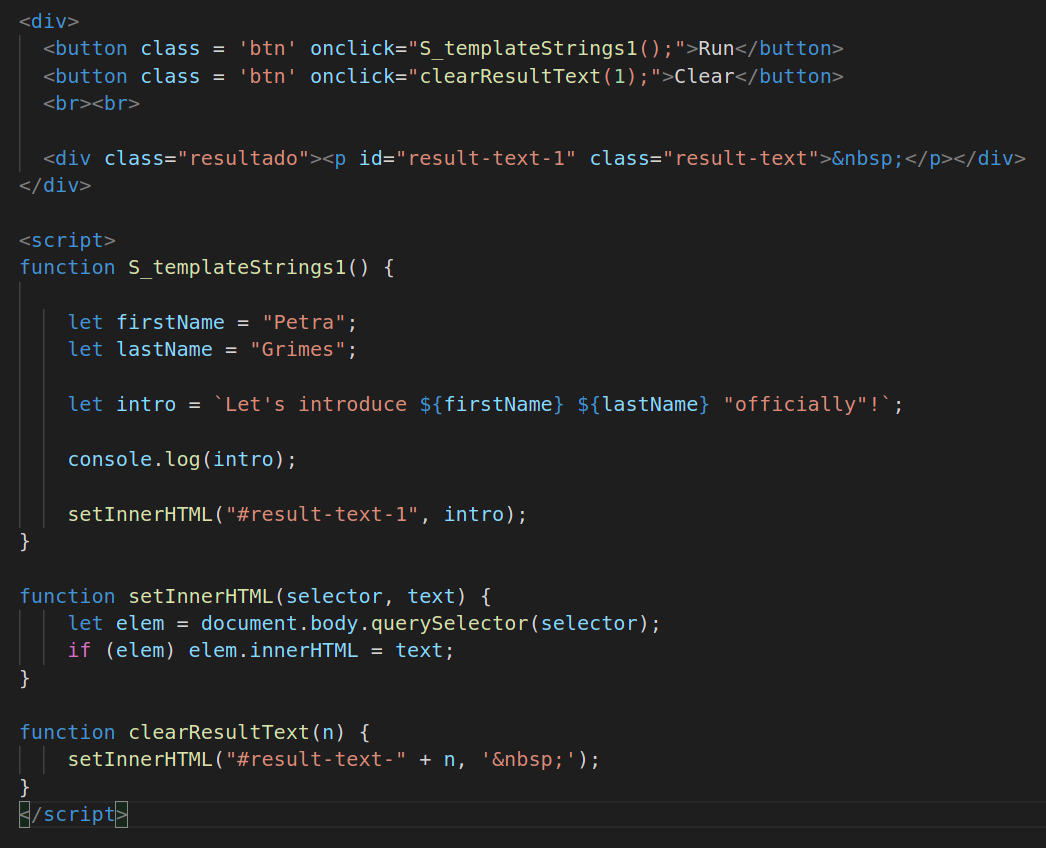 <div>
  <button class = 'btn' onclick="S_templateStrings1();">Run</button>
  <button class = 'btn' onclick="clearResultText(1);">Clear</button>
  <br><br>

  <div class="resultado"><p id="result-text-1" class="result-text">&nbsp;</p></div>
</div>

<script>
function S_templateStrings1() {

    let firstName = "Petra";
    let lastName = "Grimes";

    let intro = `Let's introduce ${firstName} ${lastName} "officially"!`;

    console.log(intro);

    setInnerHTML("#result-text-1", intro);
}

function setInnerHTML(selector, text) {
    let elem = document.body.querySelector(selector);
    if (elem) elem.innerHTML = text;
}

function clearResultText(n) {
    setInnerHTML("#result-text-" + n, '&nbsp;');
}
</script>